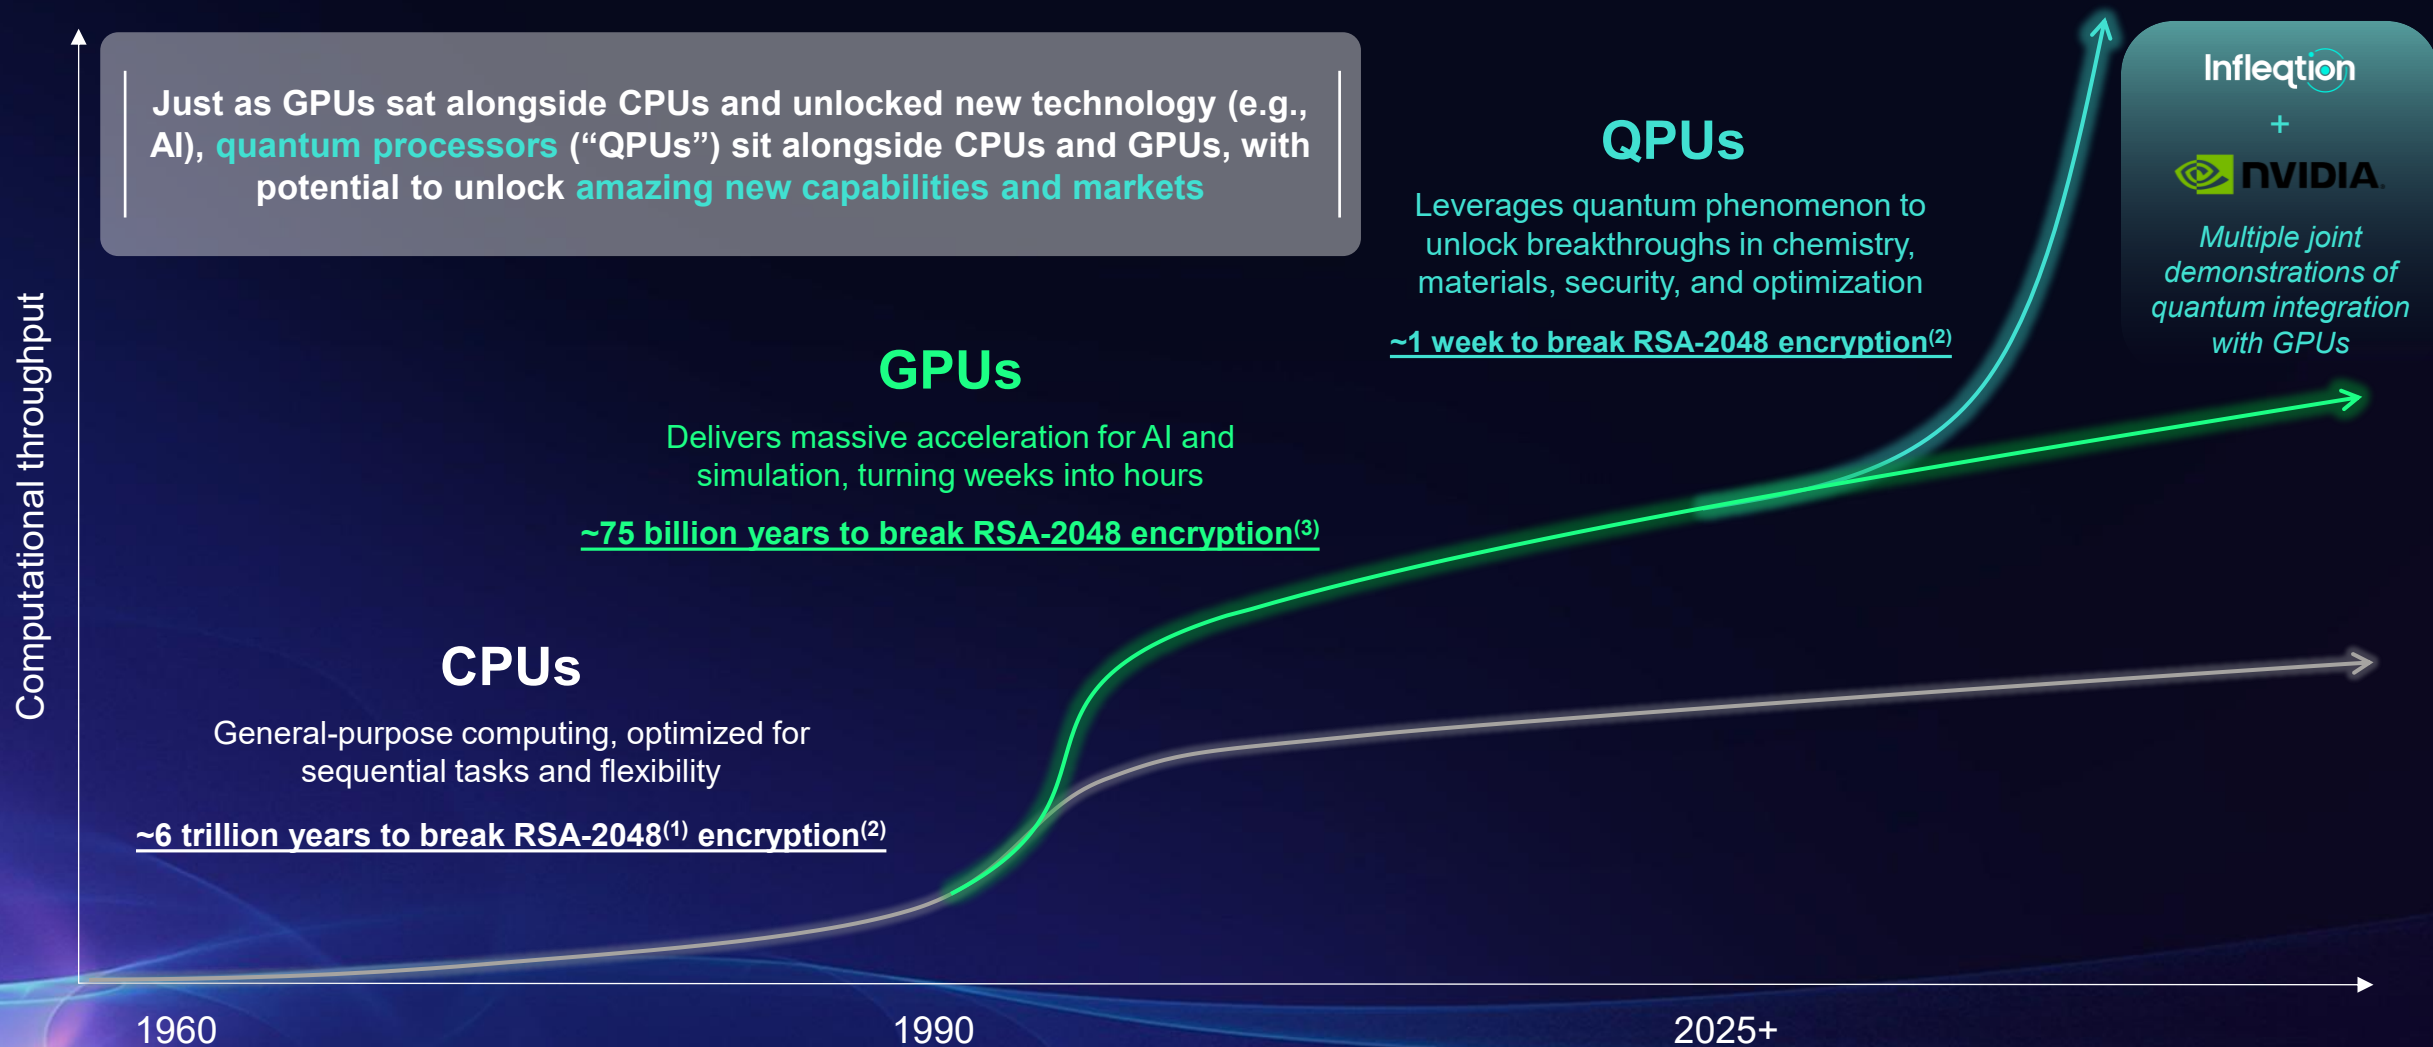 Just as GPUs sat alongside CPUs and unlocked new technology (e.g.,
AI), quantum processors (“QPUs”) sit alongside CPUs and GPUs, with
potential to unlock amazing new capabilities and markets
Infleqtion
+
NVIDIA.
Multiple joint
demonstrations of
quantum integration
with GPUs
QPUs
Leverages quantum phenomenon to
unlock breakthroughs in chemistry,
materials, security, and optimization
~1 week to break RSA-2048 encryption(2)
GPUs
Delivers massive acceleration for AI and
simulation, turning weeks into hours
~75 billion years to break RSA-2048 encryption(3)
CPUs
General-purpose computing, optimized for
sequential tasks and flexibility
~6 trillion years to break RSA-2048(1) encryption(2)
Computational throughput
1960
1990
2025+